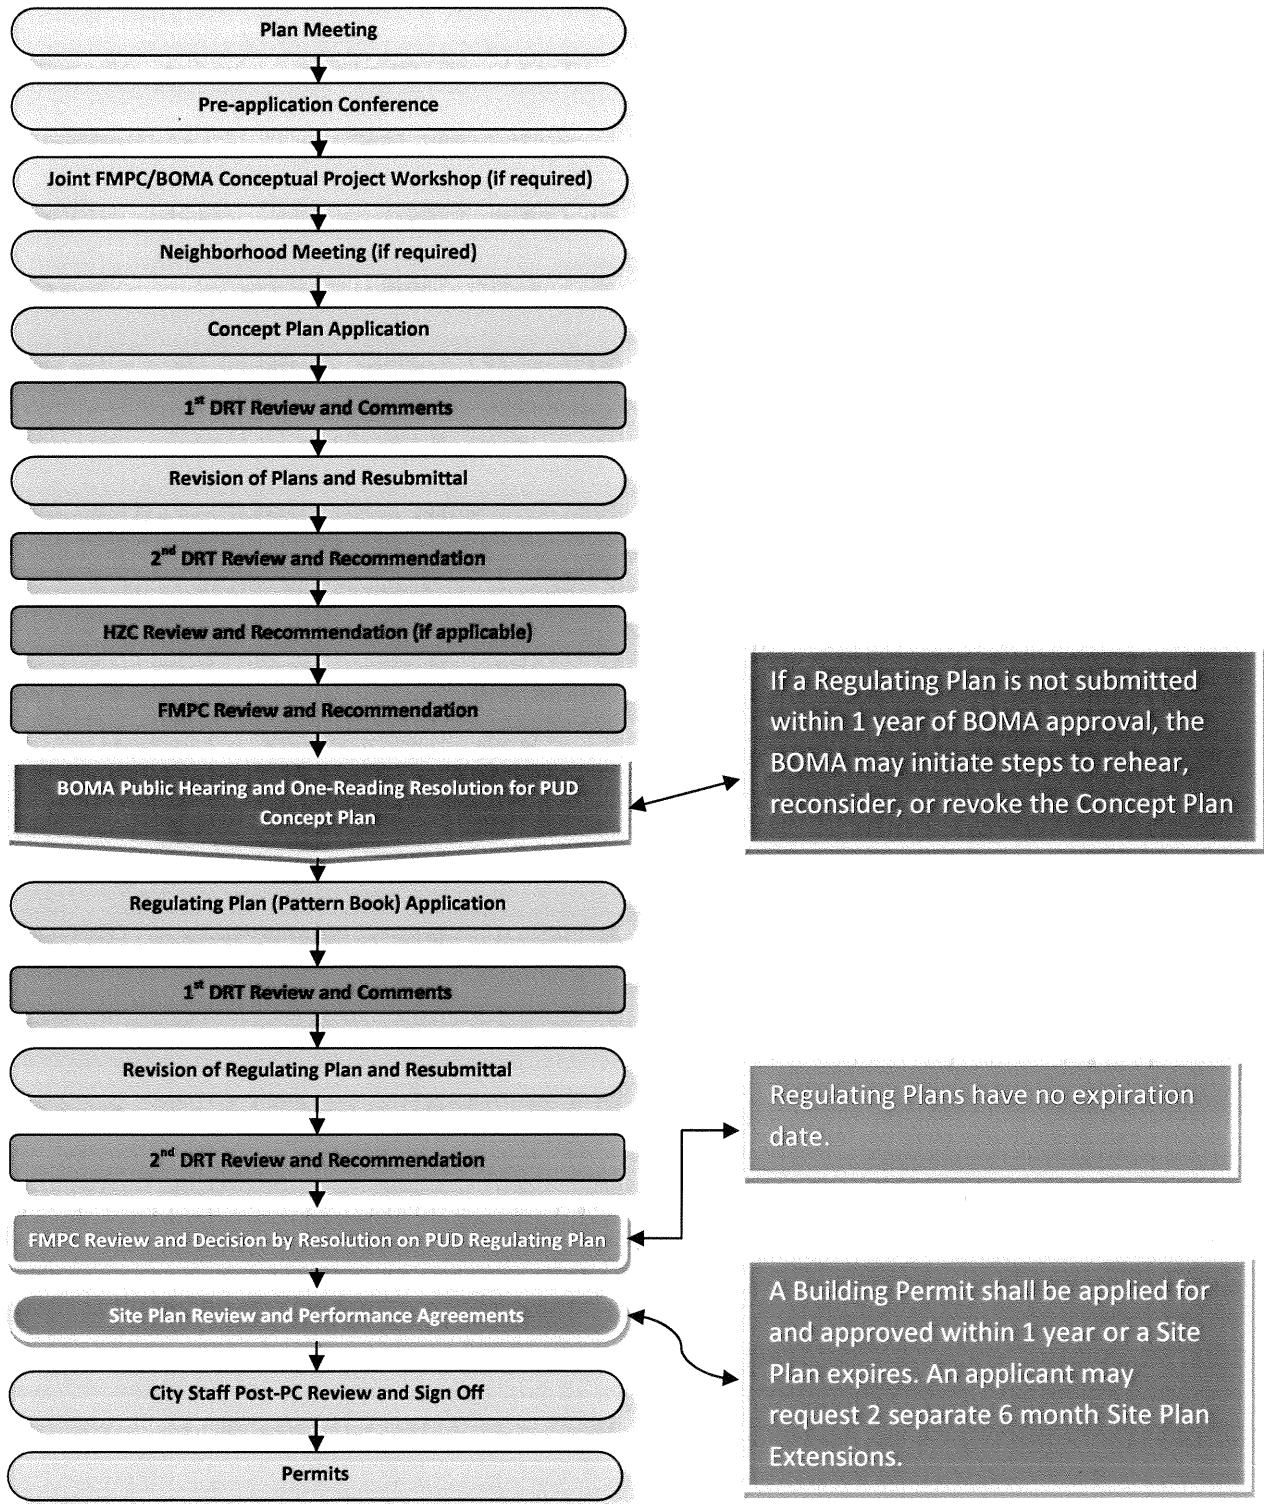 Plan Meeting
Pre-application Conference
Joint FMPC/BOMA Conceptual Project Workshop (if required)
Neighborhood Meeting (if required)
Concept Plan Application
1st DRT Review and Comments
Revision of Plans and Resubmittal
2nd DRT Review and Recommendation
HZC Review and Recommendation (if applicable)
FMPC Review and Recommendation
BOMA Public Hearing and One-Reading Resolution for PUD
Concept Plan
If a Regulating Plan is not submitted
within 1 year of BOMA approval, the
BOMA may initiate steps to rehear,
reconsider, or revoke the Concept Plan
Regulating Plan (Pattern Book) Application
1st DRT Review and Comments
Revision of Regulating Plan and Resubmittal
2nd DRT Review and Recommendation
FMPC Review and Decision by Resolution on PUD Regulating Plan
Regulating Plans have no expiration
date.
Site Plan Review and Performance Agreements
A Building Permit shall be applied for
and approved within 1 year or a Site
Plan expires. An applicant may
request 2 separate 6 month Site Plan
Extensions.
City Staff Post-PC Review and Sign Off
Permits